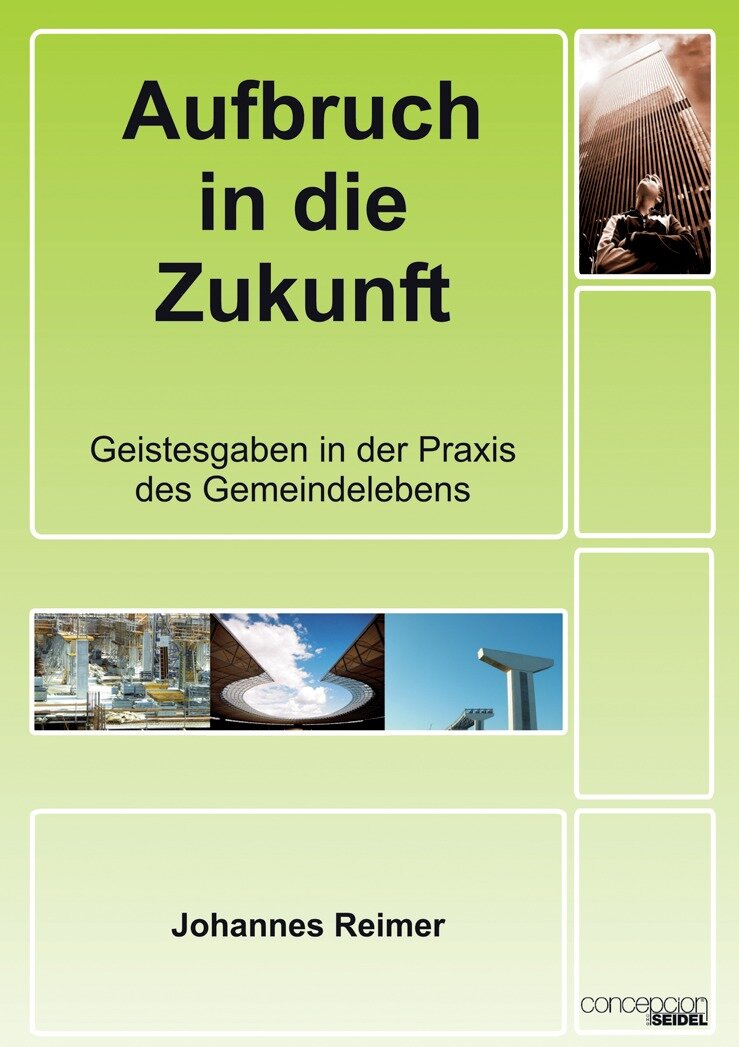 Aufbruch
in die
Zukunft
Geistesgaben in der Praxis
des Gemeindelebens
Johannes Reimer
concepcion
SEIDEL